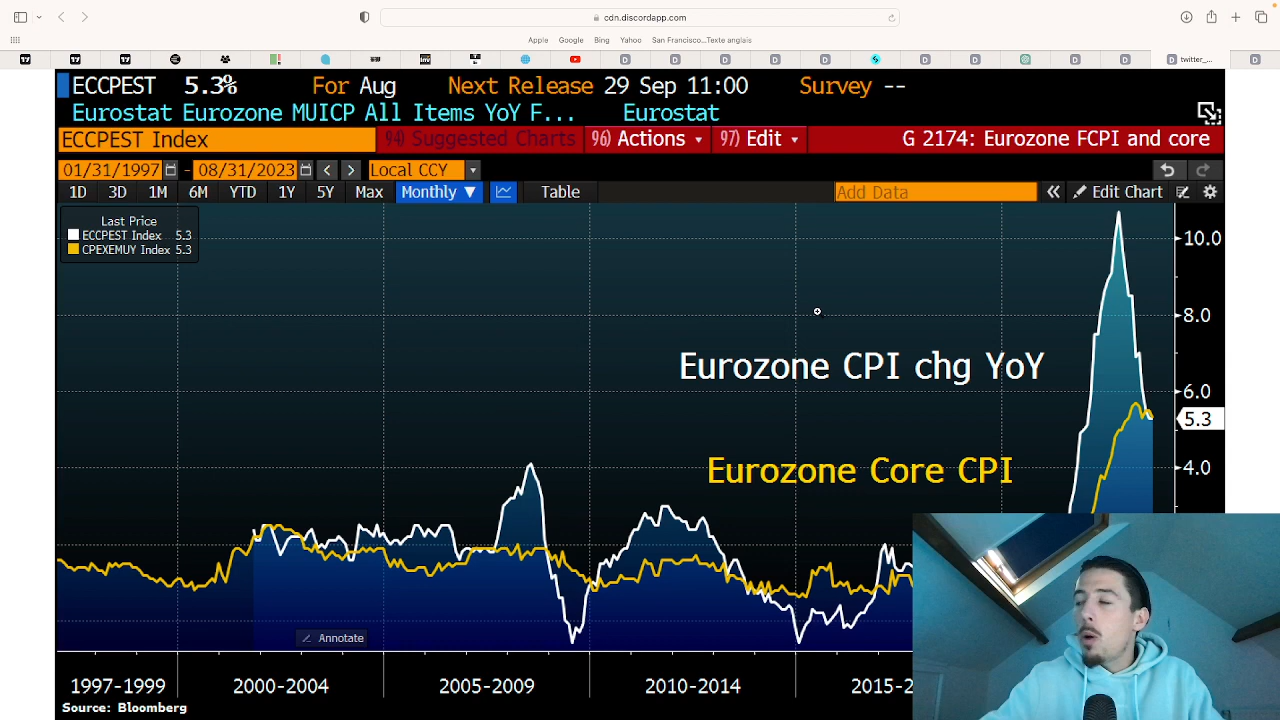 cdn.discordapp.com
Apple Google Bing Yahoo San Francisco...Texte anglais
twitter_...
ECCPEST 5.3% For Aug Next Release 29 Sep 11:00 Survey --
Eurostat Eurozone MUICP All Items YoY F... Eurostat
ECCPEST Index 94) Suggested Charts 96) Actions 97) Edit G 2174: Eurozone FCPI and core
01/31/1997 - 08/31/2023 Local CCY
1D 3D 1M 6M YTD 1Y 5Y Max Monthly ▼ Table Add Data « Edit Chart
Last Price
ECCPEST Index 5.3
CPEXEMUY Index 5.3
10.0
8.0
Eurozone CPI chg YoY
6.0
5.3
Eurozone Core CPI
4.0
Annotate
1997-1999 2000-2004 2005-2009 2010-2014 2015-2
Source: Bloomberg